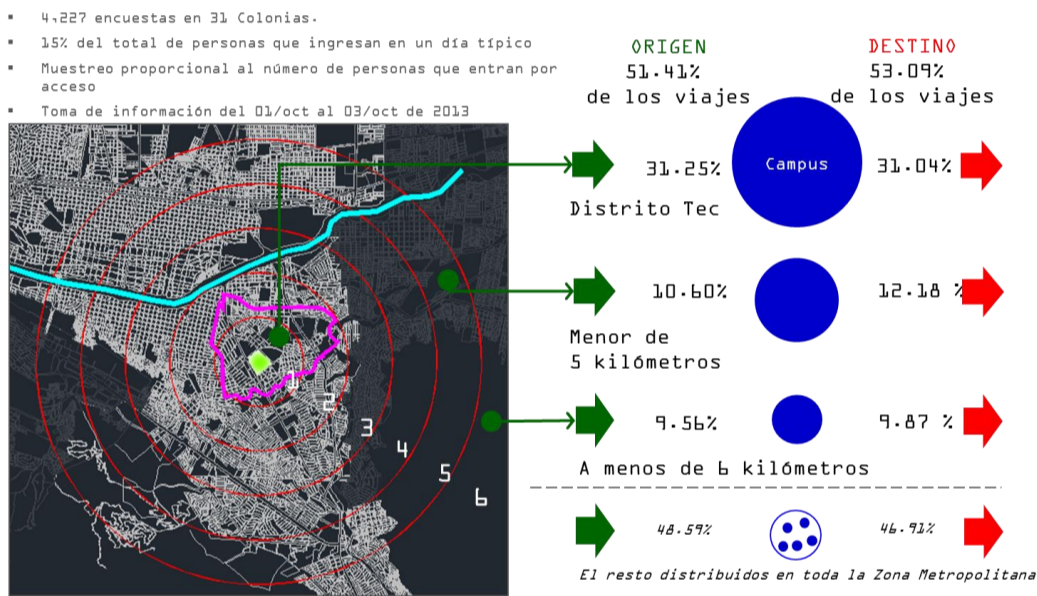 ▪ 4,227 encuestas en 31 Colonias.
▪ 15% del total de personas que ingresan en un día típico
▪ Muestreo proporcional al número de personas que entran por
acceso
▪ Toma de información del 01/oct al 03/oct de 2013
1
2
3
4
5
6
ORIGEN
51.41%
de los viajes
DESTINO
53.09%
de los viajes
31.25%
Campus
31.04%
Distrito Tec
10.60%
12.18 %
Menor de
5 kilómetros
9.56%
9.87 %
A menos de 6 kilómetros
48.59%
46.91%
El resto distribuidos en toda la Zona Metropolitana